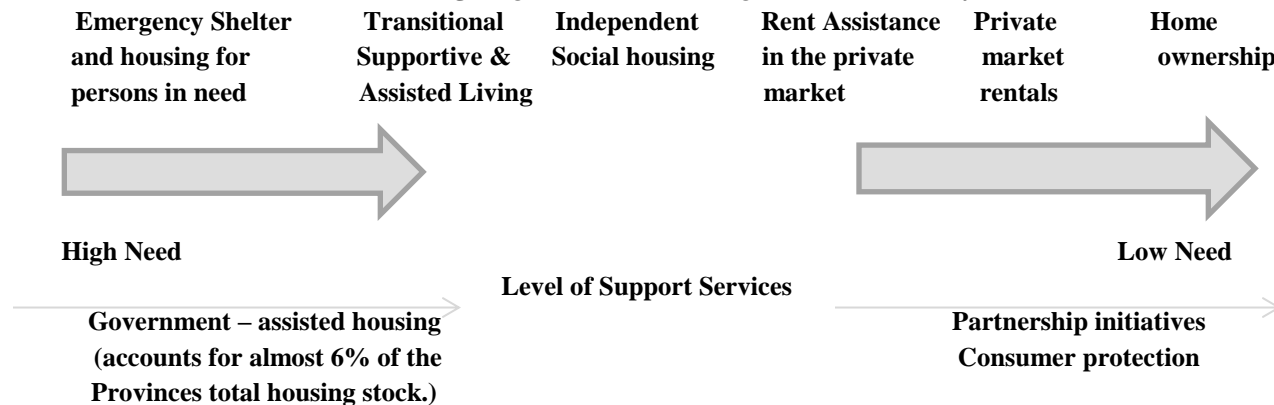 Emergency Shelter Transitional Independent Rent Assistance Private Home
and housing for Supportive & Social housing in the private market ownership
persons in need Assisted Living market rentals
High Need Low Need
Level of Support Services
Government – assisted housing Partnership initiatives
(accounts for almost 6% of the Consumer protection
Provinces total housing stock.)